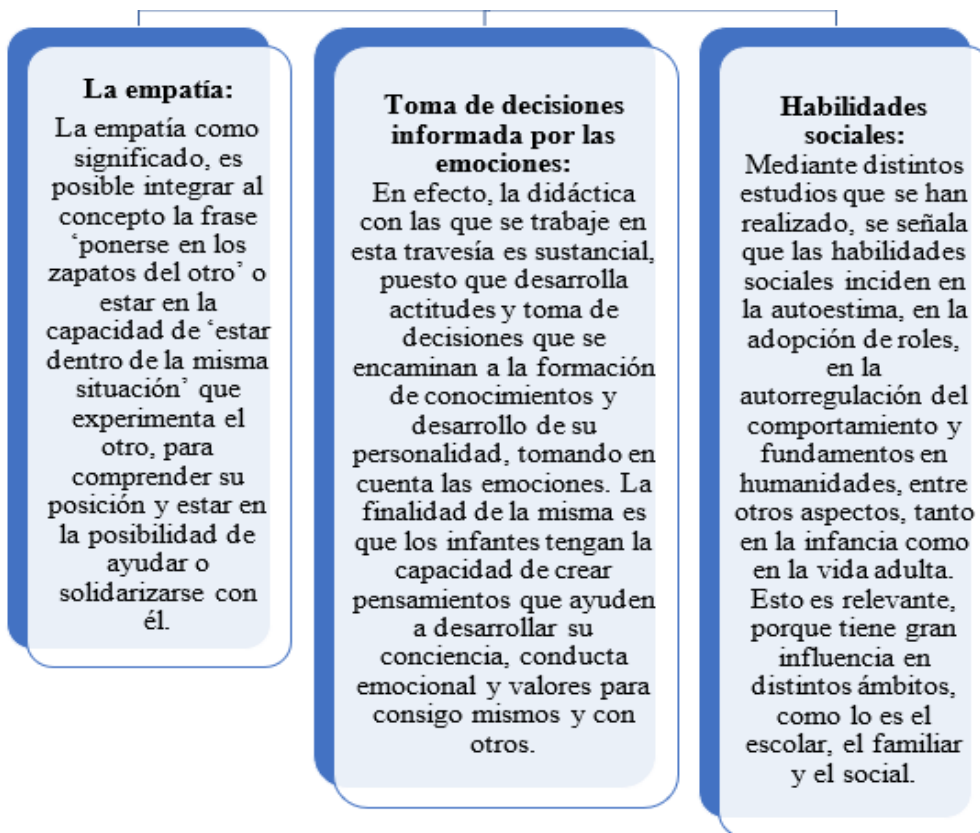 La empatía:
La empatía como
significado, es
posible integrar al
concepto la frase
‘ponerse en los
zapatos del otro’ o
estar en la
capacidad de ‘estar
dentro de la misma
situación’ que
experimenta el
otro, para
comprender su
posición y estar en
la posibilidad de
ayudar o
solidarizarse con
él.
Toma de decisiones
informada por las
emociones:
En efecto, la didáctica
con las que se trabaje en
esta travesía es sustancial,
puesto que desarrolla
actitudes y toma de
decisiones que se
encaminan a la formación
de conocimientos y
desarrollo de su
personalidad, tomando en
cuenta las emociones. La
finalidad de la misma es
que los infantes tengan la
capacidad de crear
pensamientos que ayuden
a desarrollar su
conciencia, conducta
emocional y valores para
consigo mismos y con
otros.
Habilidades
sociales:
Mediante distintos
estudios que se han
realizado, se señala
que las habilidades
sociales inciden en
la autoestima, en la
adopción de roles,
en la
autorregulación del
comportamiento y
fundamentos en
humanidades, entre
otros aspectos, tanto
en la infancia como
en la vida adulta.
Esto es relevante,
porque tiene gran
influencia en
distintos ámbitos,
como lo es el
escolar, el familiar
y el social.